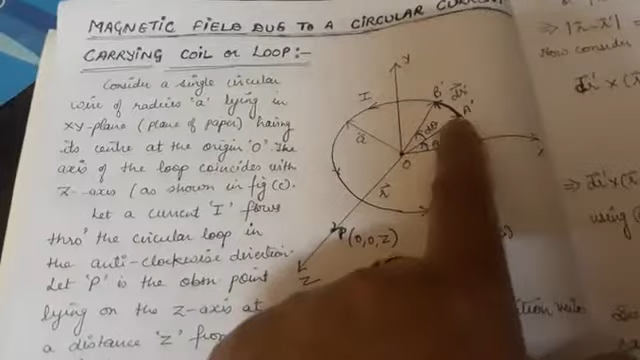 MAGNETIC FIELD DUE TO A CIRCULAR CURRENT
CARRYING COIL or LOOP:-
Consider a single circular
wire of radius 'a' lying in
XY-plane (plane of paper) having
its centre at the origin 'O'. The
axis of the loop coincides with
Z-axis (as shown in fig (c).
Let a current 'I' flows
thro' the circular loop in
the anti-clockwise direction.
Let 'P' is the obsn point
lying on the z-axis at
a distance 'z' from
Y
I
B'
A'
a
dθ
θ
O
P(0,0,Z)
Z
Now consider
using